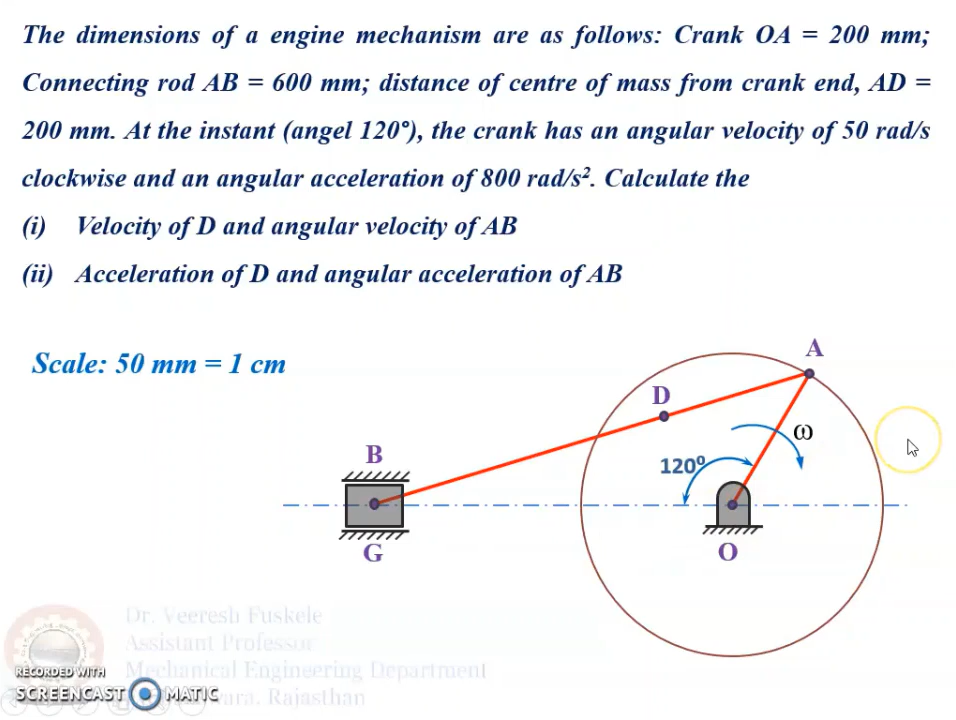 The dimensions of a engine mechanism are as follows: Crank OA = 200 mm;
Connecting rod AB = 600 mm; distance of centre of mass from crank end, AD =
200 mm. At the instant (angel 120°), the crank has an angular velocity of 50 rad/s
clockwise and an angular acceleration of 800 rad/s². Calculate the
(i) Velocity of D and angular velocity of AB
(ii) Acceleration of D and angular acceleration of AB
Scale: 50 mm = 1 cm
A
D
ω
B
120⁰
G
O
Dr. Veeresh Fuskele
Assistant Professor
Mechanical Engineering Department
Rajasthan
RECORDED WITH
SCREENCAST MATIC